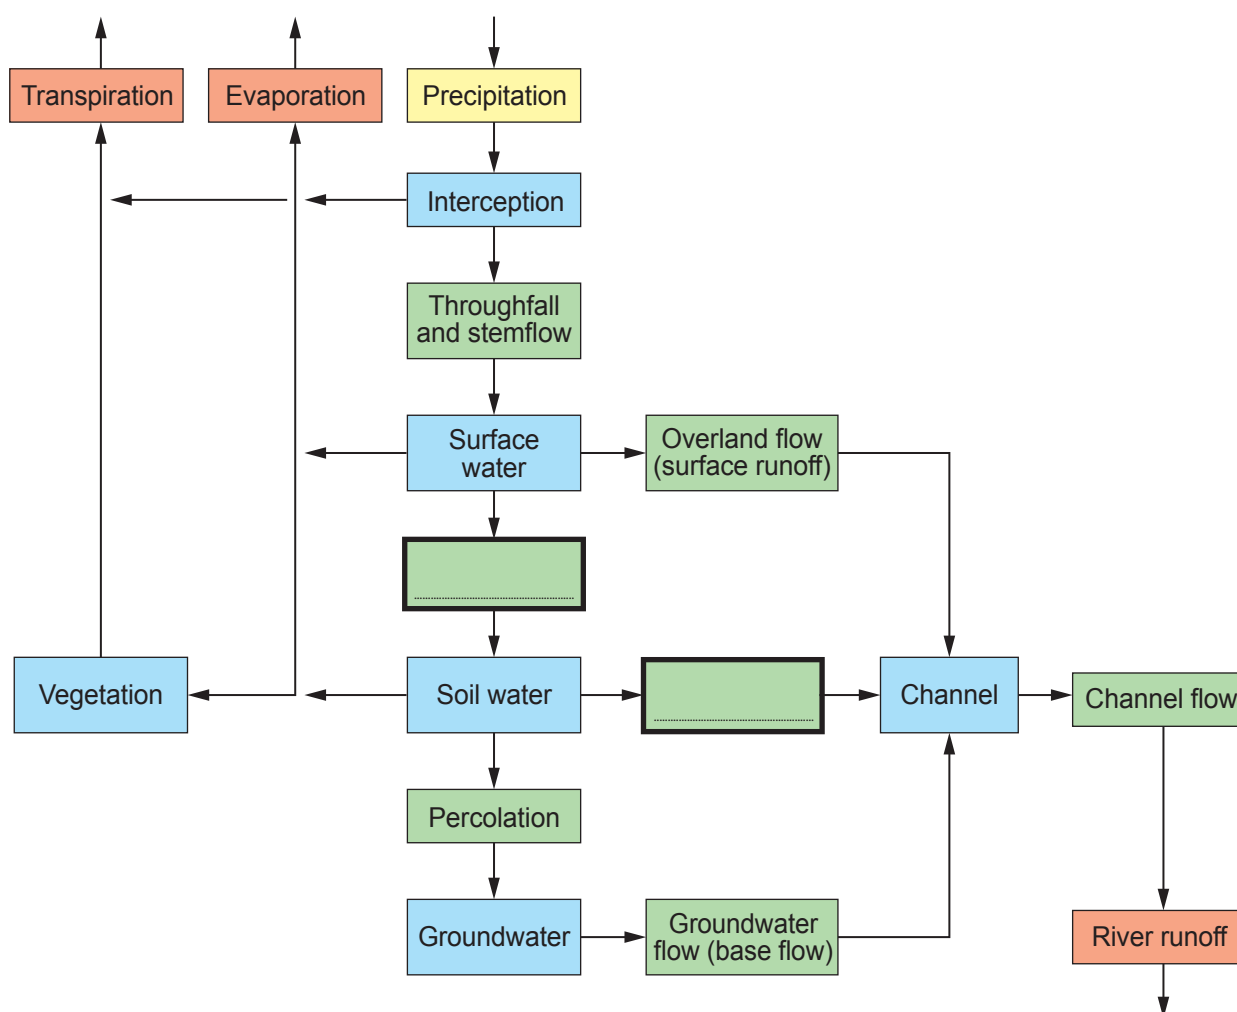 Transpiration
Evaporation
Precipitation
Interception
Throughfall
and stemflow
Surface
water
Overland flow
(surface runoff)
Vegetation
Soil water
Channel
Channel flow
Percolation
Groundwater
Groundwater
flow (base flow)
River runoff